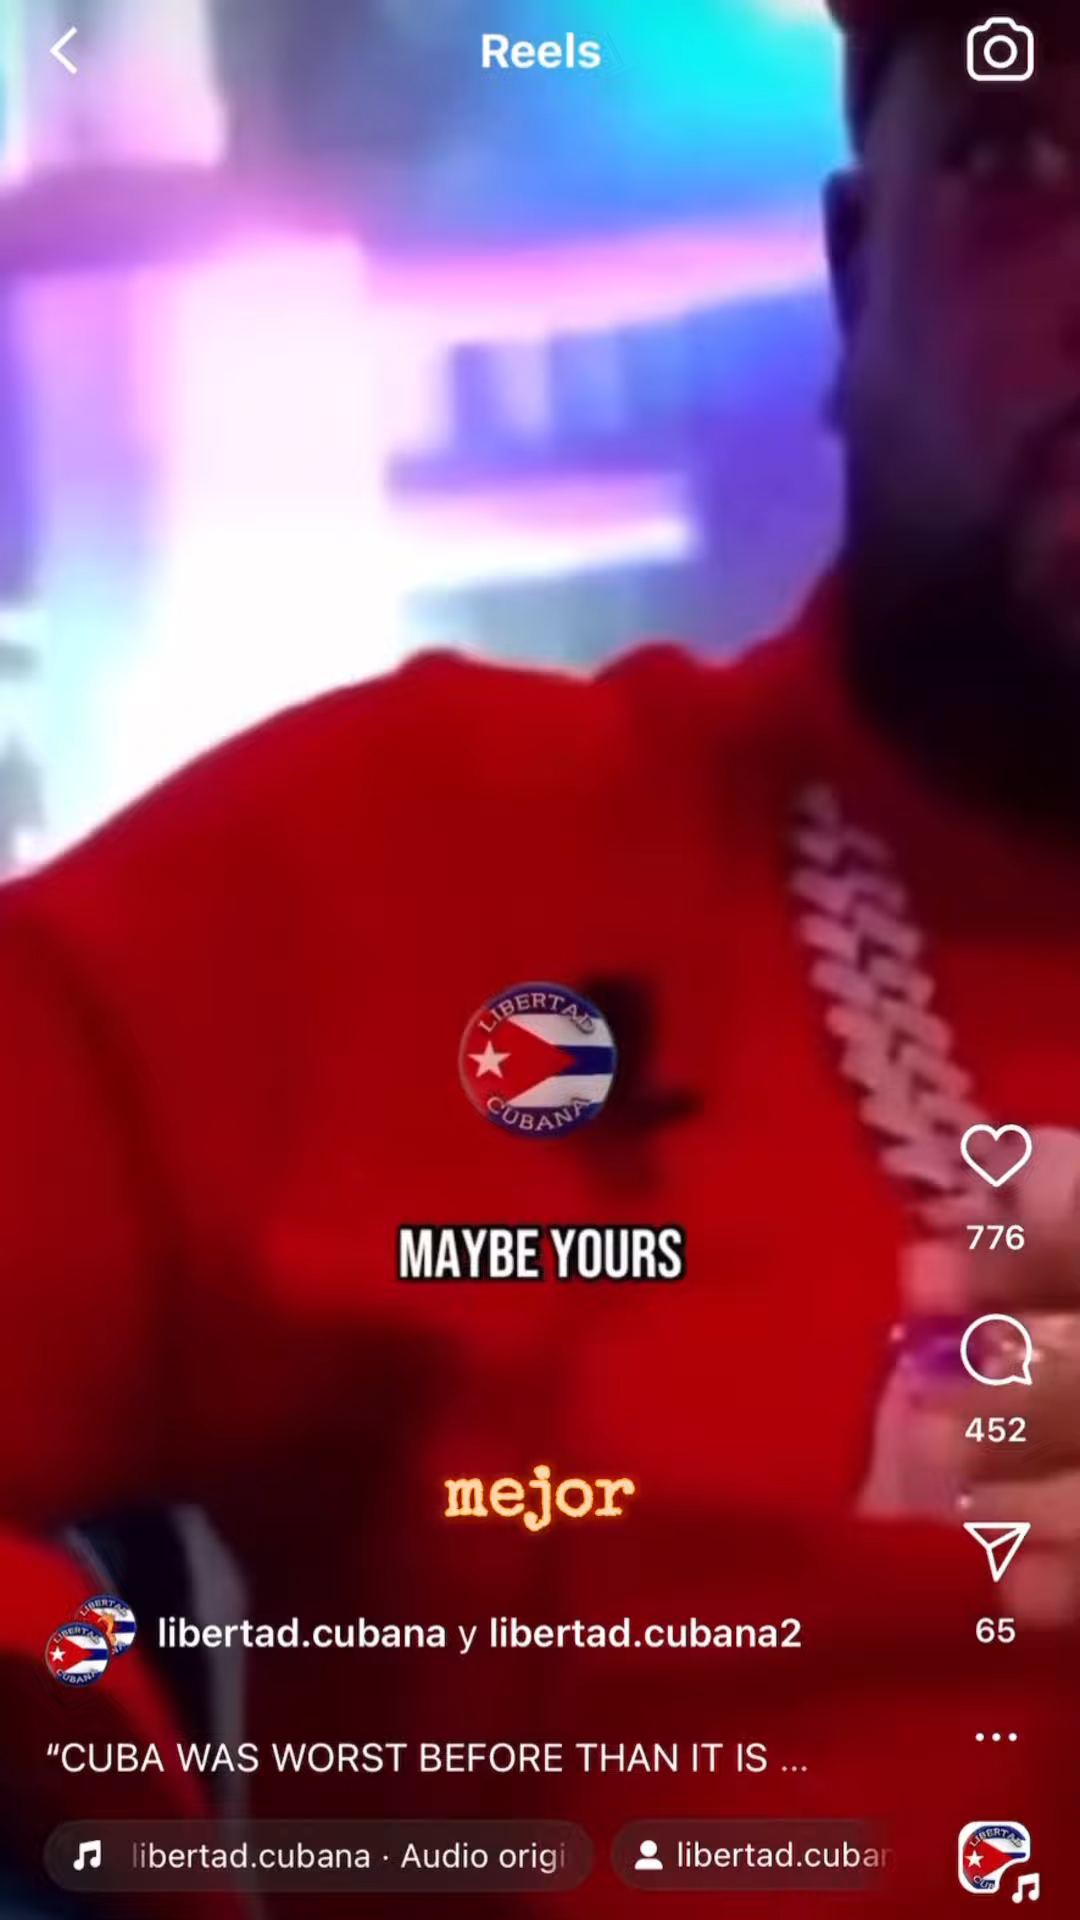 Reels
LIBERTAD
CUBANA
MAYBE YOURS
776
452
mejor
65
libertad.cubana y libertad.cubana2
“CUBA WAS WORST BEFORE THAN IT IS ...
libertad.cubana · Audio origi
libertad.cuban